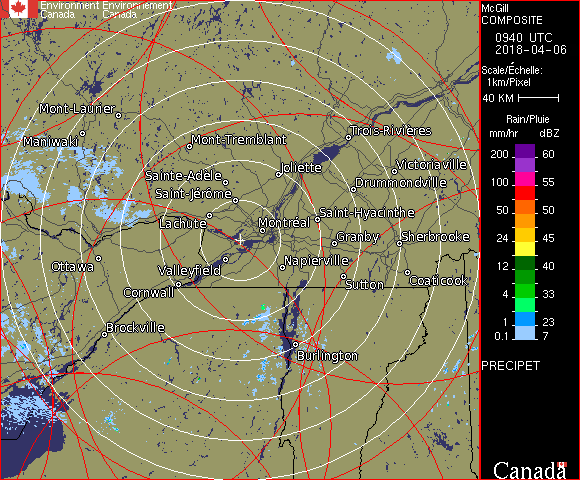 Environment Environnement
Canada Canada
McGill
COMPOSITE
0940 UTC
2018-04-06
Scale/Échelle:
1km/Pixel
40 KM
Rain/Pluie
mm/hr dBZ
200 60
150 57
100 55
50 50
24 45
12 40
4 33
1 23
0.1 7
PRECIPET
Canada
Mont-Laurier
Maniwaki
Mont-Tremblant
Trois-Rivières
Sainte-Adèle
Joliette
Victoriaville
Saint-Jérôme
Drummondville
Lachute
Montréal
Saint-Hyacinthe
Granby
Sherbrooke
Ottawa
Valleyfield
Napierville
Cornwall
Sutton
Coaticook
Brockville
Burlington